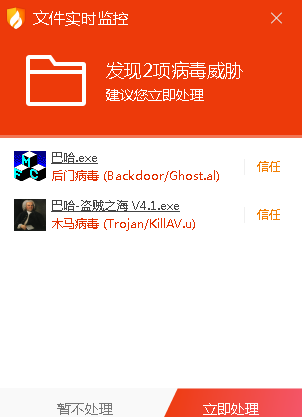 文件实时监控
发现2项病毒威胁
建议您立即处理
巴哈.exe
后门病毒 (Backdoor/Ghost.al)
信任
巴哈-盗贼之海 V4.1.exe
木马病毒 (Trojan/KillAV.u)
信任
暂不处理
立即处理